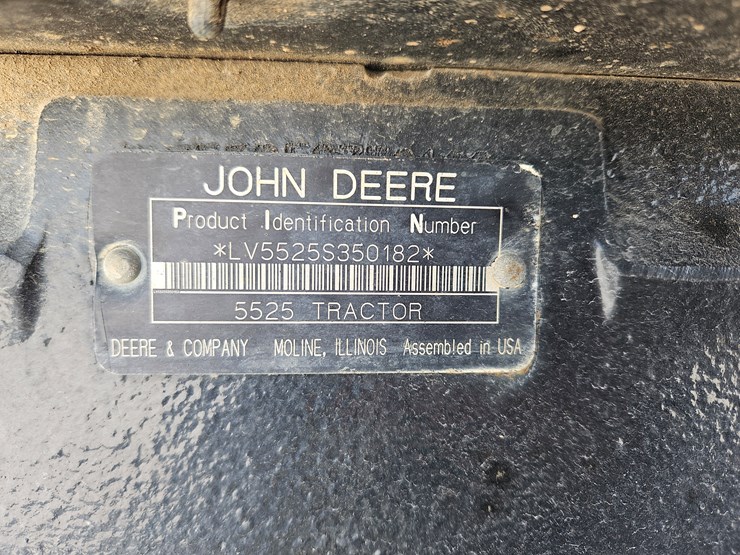 JOHN DEERE
Product Identification Number
*LV5525S350182*
5525 TRACTOR
DEERE & COMPANY MOLINE, ILLINOIS Assembled in USA